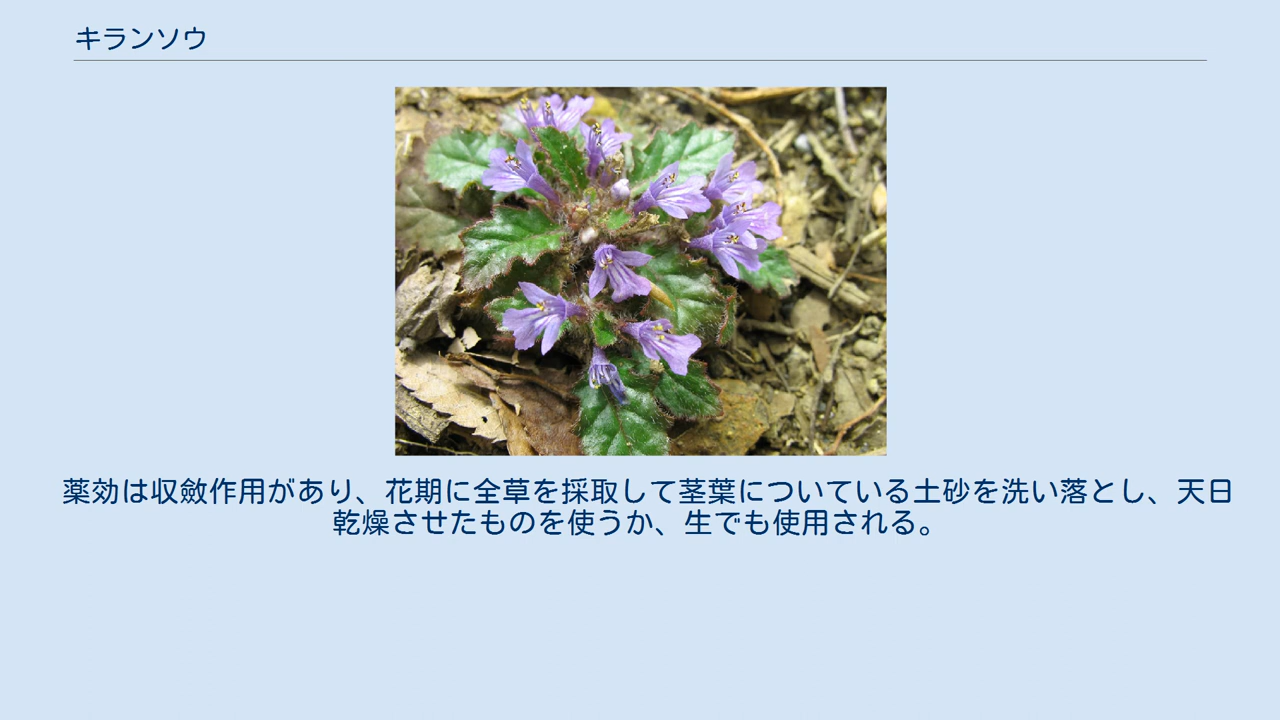 キランソウ
薬効は収斂作用があり、花期に全草を採取して茎葉についている土砂を洗い落とし、天日
乾燥させたものを使うか、生でも使用される。